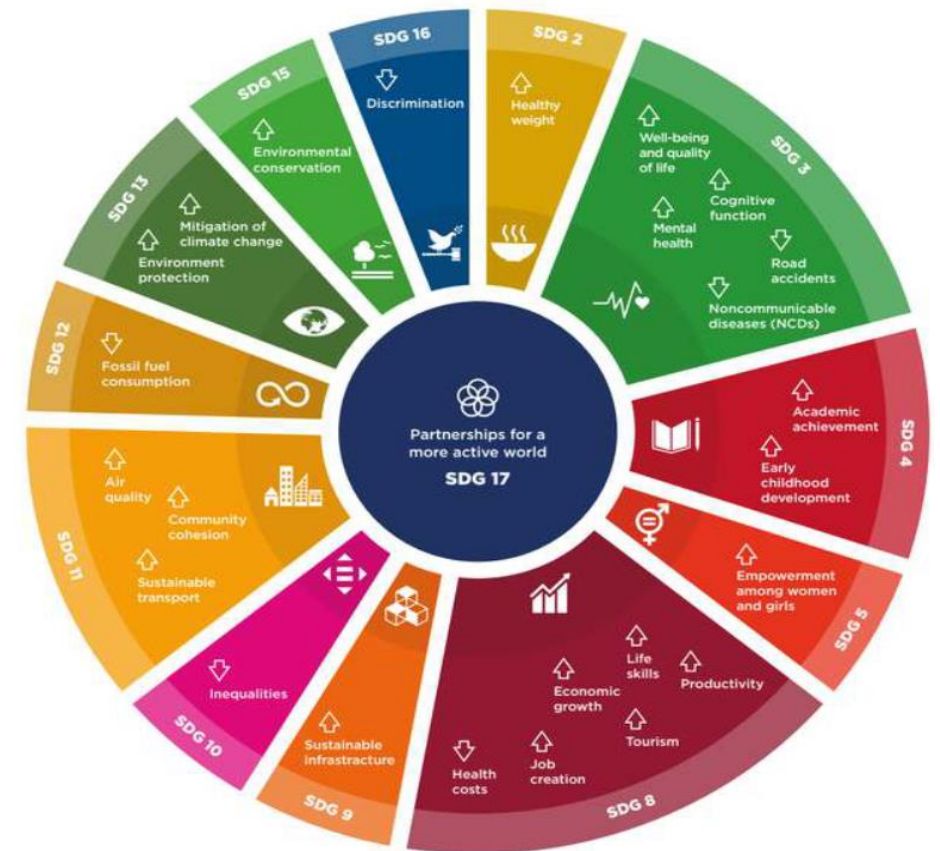 SDG 2
Healthy
weight
SDG 3
Well-being
and quality
of life
Cognitive
function
Mental
health
Road
accidents
Noncommunicable
diseases (NCDs)
SDG 4
Academic
achievement
Early
childhood
development
SDG 5
Empowerment
among women
and girls
SDG 8
Life
skills
Productivity
Economic
growth
Tourism
Job
creation
Health
costs
SDG 9
Sustainable
infrastracture
SDG 10
Inequalities
SDG 11
Air
quality
Community
cohesion
Sustainable
transport
SDG 12
Fossil fuel
consumption
SDG 13
Mitigation of
climate change
Environment
protection
SDG 15
Environmental
conservation
SDG 16
Discrimination
Partnerships for a
more active world
SDG 17